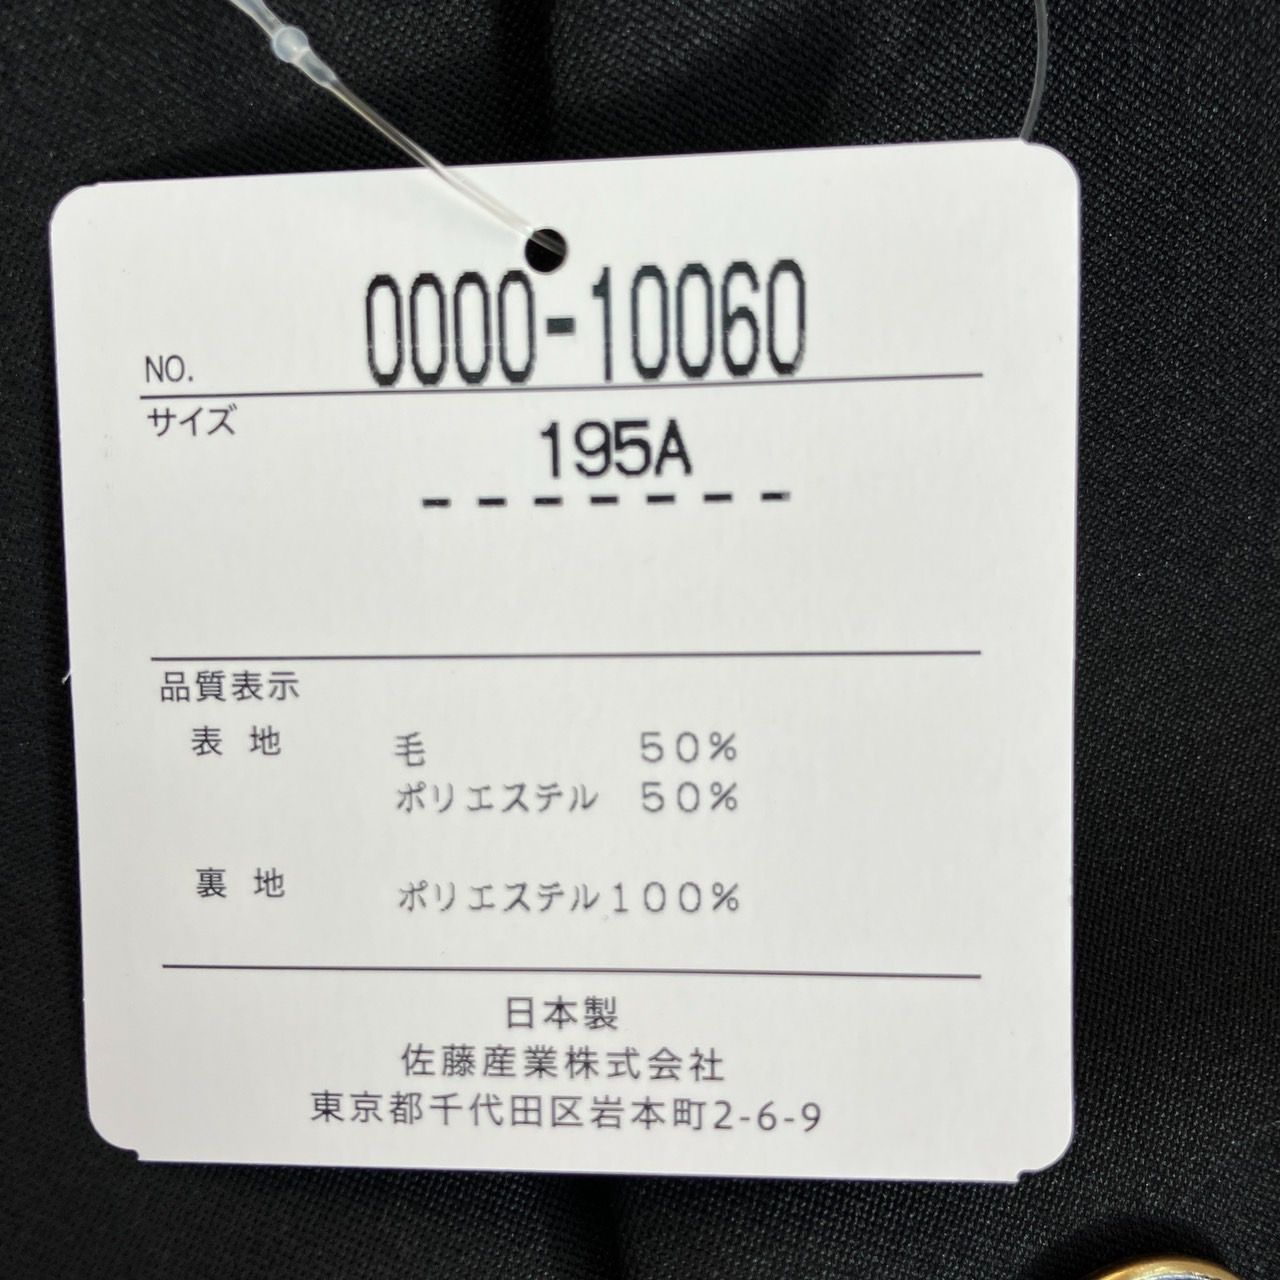 NO. 0000-10060
サイズ 195A
-------
品質表示
表 地 毛 50%
ポリエステル 50%
裏 地 ポリエステル100%
日本製
佐藤産業株式会社
東京都千代田区岩本町2-6-9